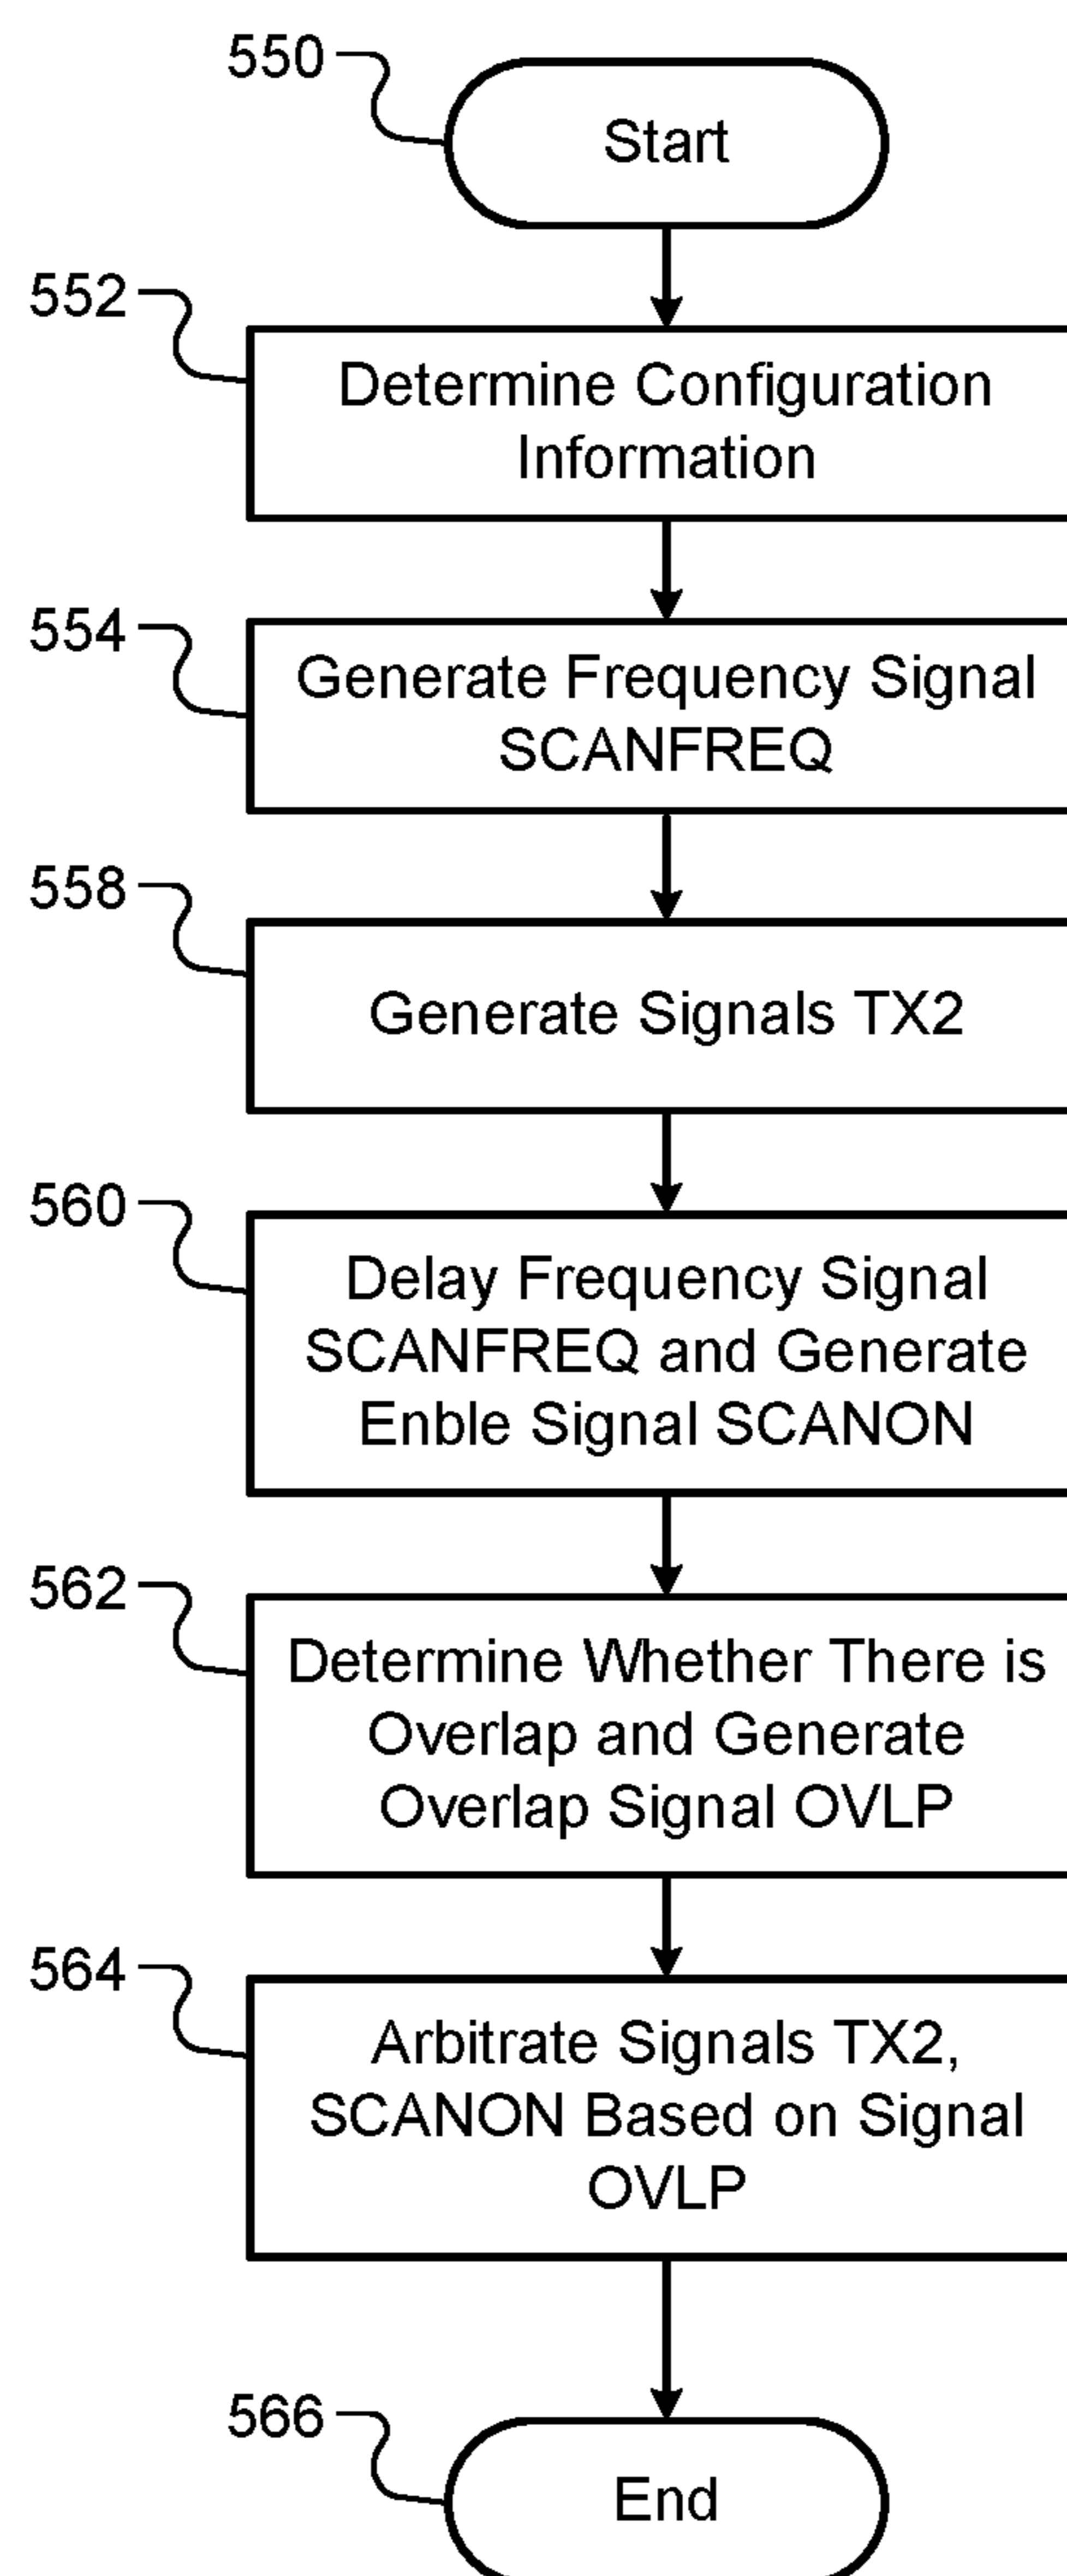 550
Start
552
Determine Configuration
Information
554
Generate Frequency Signal
SCANFREQ
558
Generate Signals TX2
560
Delay Frequency Signal
SCANFREQ and Generate
Enble Signal SCANON
562
Determine Whether There is
Overlap and Generate
Overlap Signal OVLP
564
Arbitrate Signals TX2,
SCANON Based on Signal
OVLP
566
End